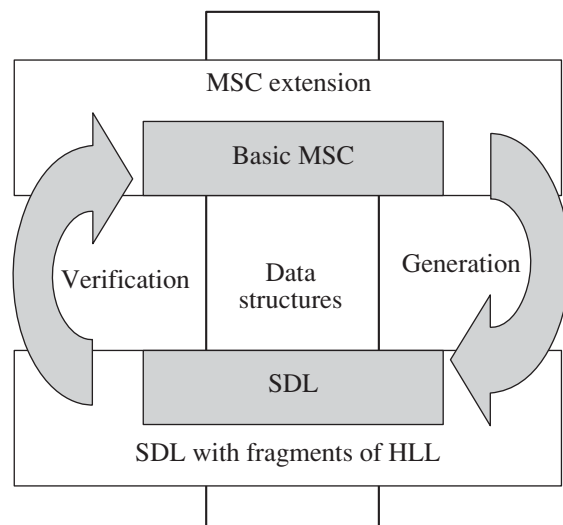 MSC extension
Basic MSC
Verification
Data
structures
Generation
SDL
SDL with fragments of HLL